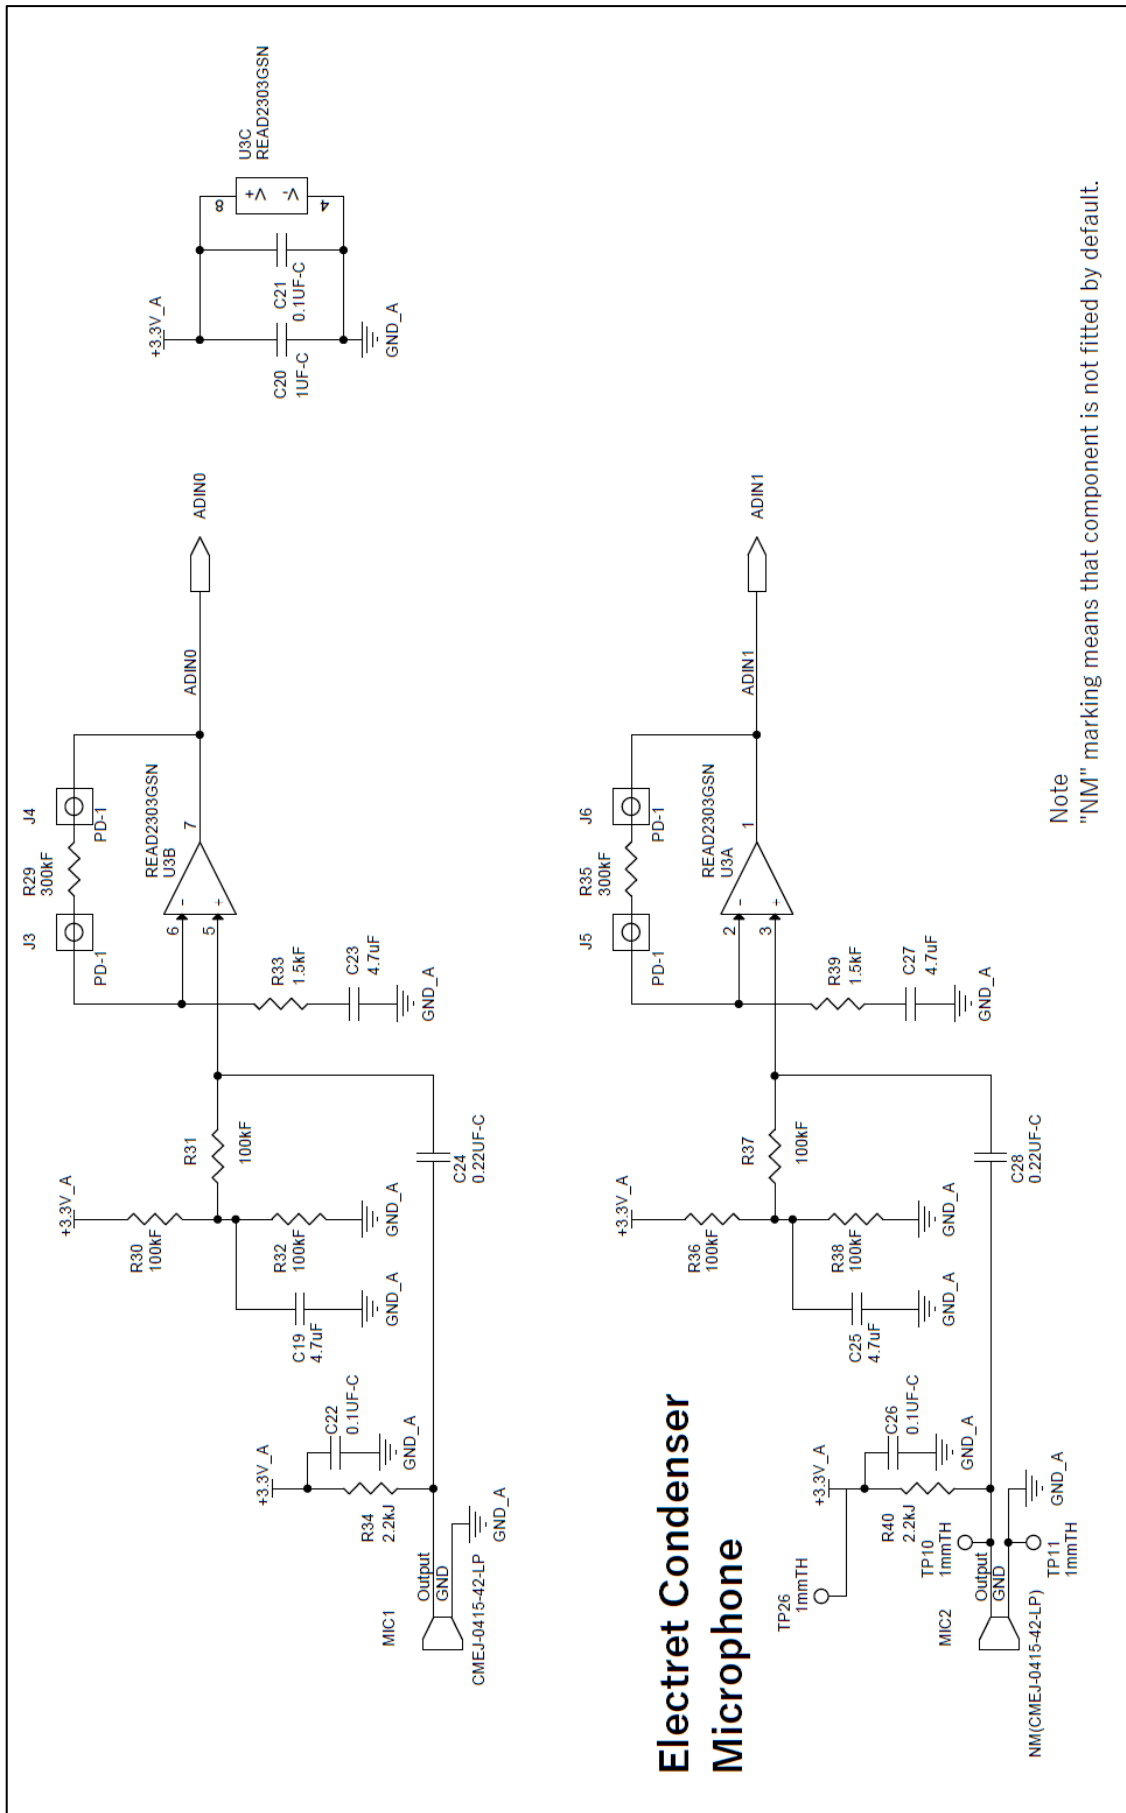 Electret Condenser
Microphone
+3.3V_A
C22
0.1UF-C
GND_A
R34
2.2kJ
MIC1
Output
GND
GND_A
CMEJ-0415-42-LP
+3.3V_A
R30
100kF
R31
100kF
R32
100kF
GND_A
C19
4.7uF
GND_A
C24
0.22UF-C
J3
PD-1
R29
300kF
J4
PD-1
READ2303GSN
U3B
6
-
5
+
7
R33
1.5kF
C23
4.7uF
GND_A
ADIN0
ADIN0
+3.3V_A
C20
1UF-C
C21
0.1UF-C
GND_A
U3C
READ2303GSN
8
V+
V-
4
TP26
1mmTH
+3.3V_A
C26
0.1UF-C
GND_A
R40
2.2kJ
TP10
1mmTH
MIC2
Output
GND
GND_A
TP11
1mmTH
NM(CMEJ-0415-42-LP)
+3.3V_A
R36
100kF
R37
100kF
R38
100kF
GND_A
C25
4.7uF
GND_A
C28
0.22UF-C
J5
PD-1
R35
300kF
J6
PD-1
READ2303GSN
U3A
2
-
3
+
1
R39
1.5kF
C27
4.7uF
GND_A
ADIN1
ADIN1
Note
"NM" marking means that component is not fitted by default.